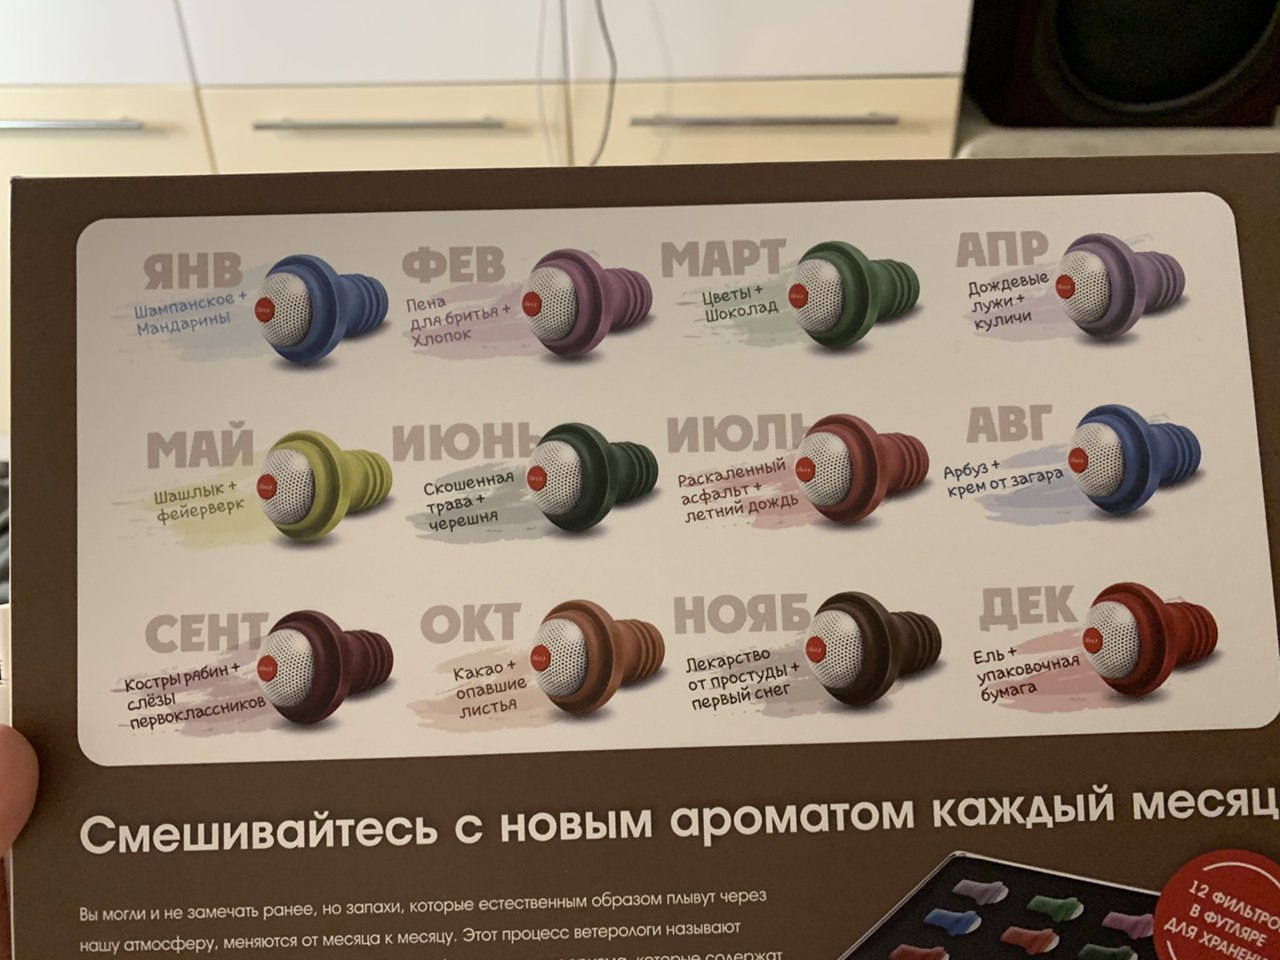 ЯНВ
Шампанское +
Мандарины
ФЕВ
Пена
для бритья +
Хлопок
МАРТ
Цветы +
Шоколад
АПР
Дождевые
лужи +
куличи
МАЙ
Шашлык +
фейерверк
ИЮНЬ
Скошенная
трава +
черешня
ИЮЛЬ
Раскаленный
асфальт +
летний дождь
АВГ
Арбуз +
крем от загара
СЕНТ
Костры рябин +
слёзы
первоклассников
ОКТ
Какао +
опавшие
листья
НОЯБ
Лекарство
от простуды +
первый снег
ДЕК
Ель +
упаковочная
бумага
Смешивайтесь с новым ароматом каждый месяц
Вы могли и не замечать ранее, но запахи, которые естественным образом плывут через
нашу атмосферу, меняются от месяца к месяцу. Этот процесс ветерологи называют
которые содержат
12 ФИЛЬТРО
В ФУТЛЯРЕ
ДЛЯ ХРАНЕНИ